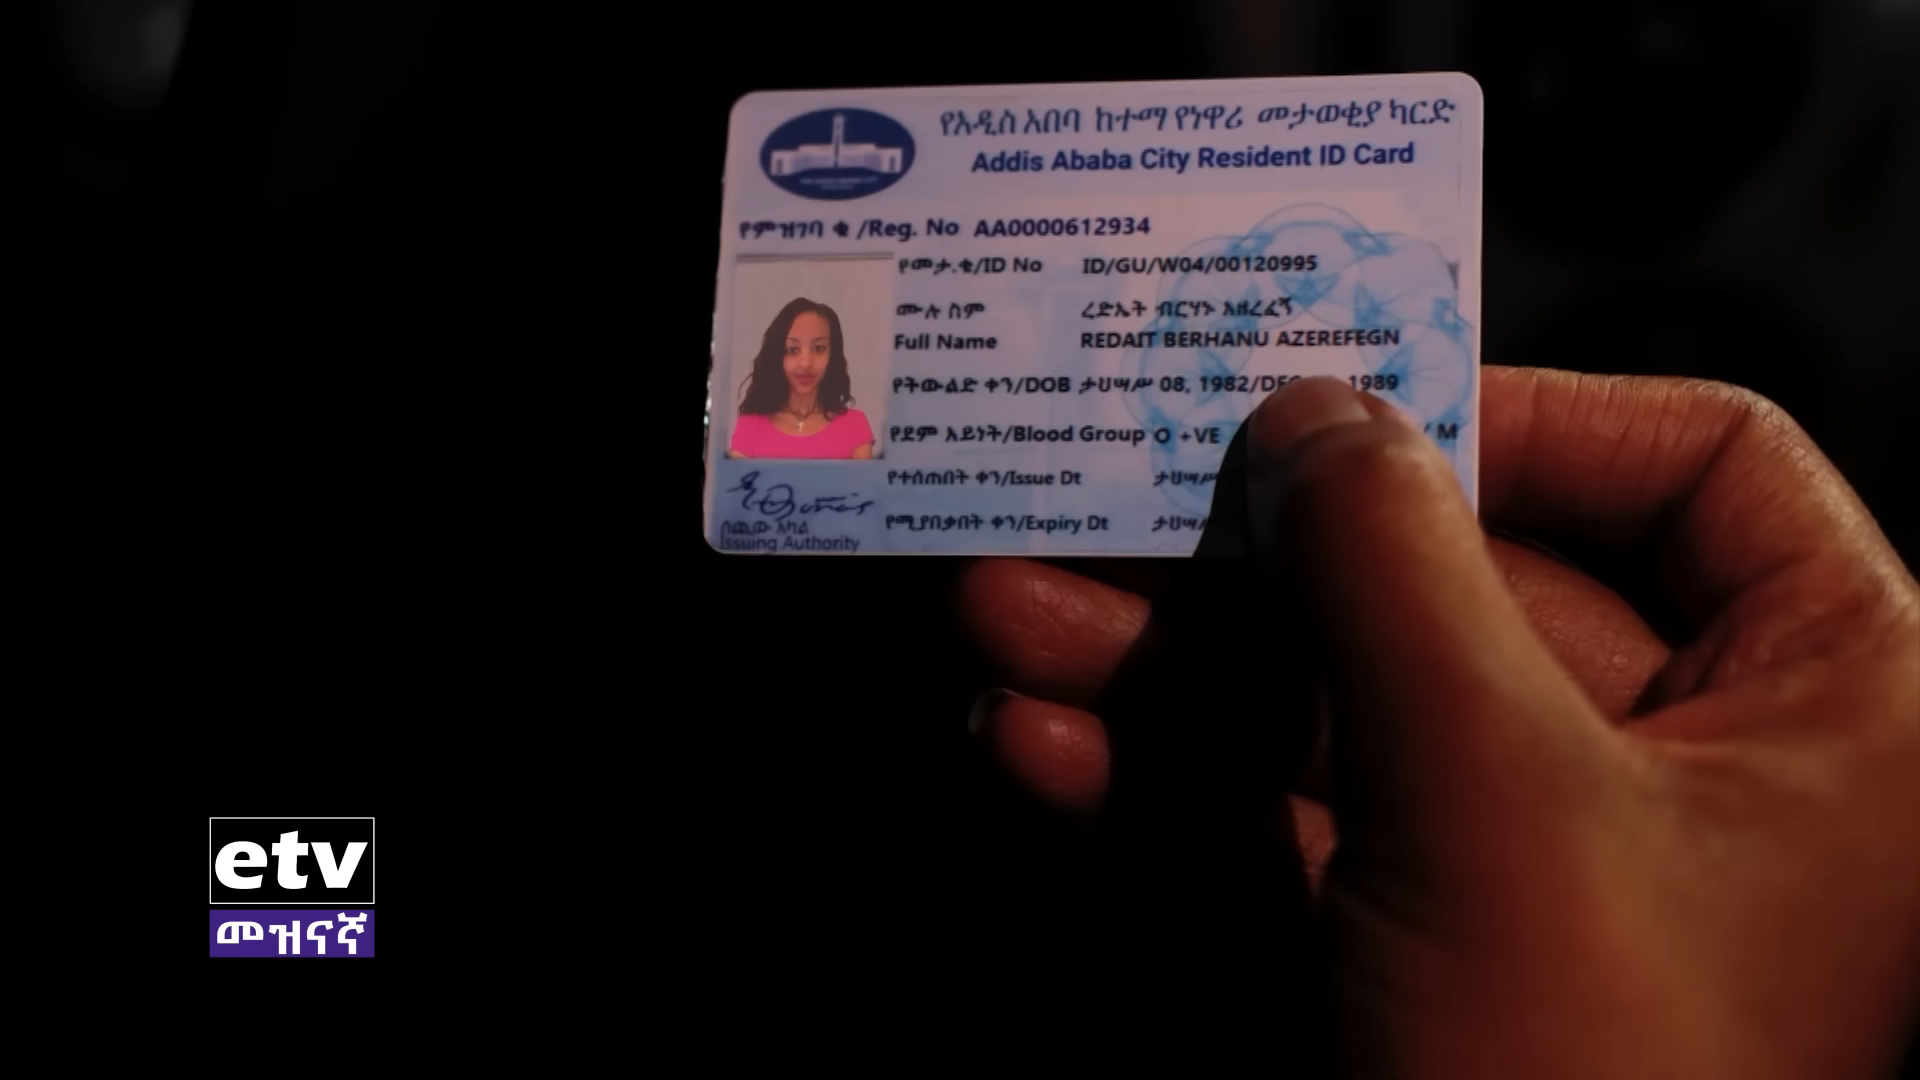 የአዲስ አበባ ከተማ የነዋሪ መታወቂያ ካርድ
Addis Ababa City Resident ID Card
የምዝገባ ቁ /Reg. No AA0000612934
የመታ.ቁ/ID No ID/GU/W04/00120995
ሙሉ ስም ረድኤት ብርሃኑ አዘረፈኝ
Full Name REDAIT BERHANU AZEREFEGN
የትውልድ ቀን/DOB ታህሣሥ 08, 1982/DEC 1989
የደም አይነት/Blood Group O +VE / M
የተሰጠበት ቀን/Issue Dt ታህሣሥ
የሚያበቃበት ቀን/Expiry Dt ታህሣሥ
Issuing Authority
etv
መዝናኛ